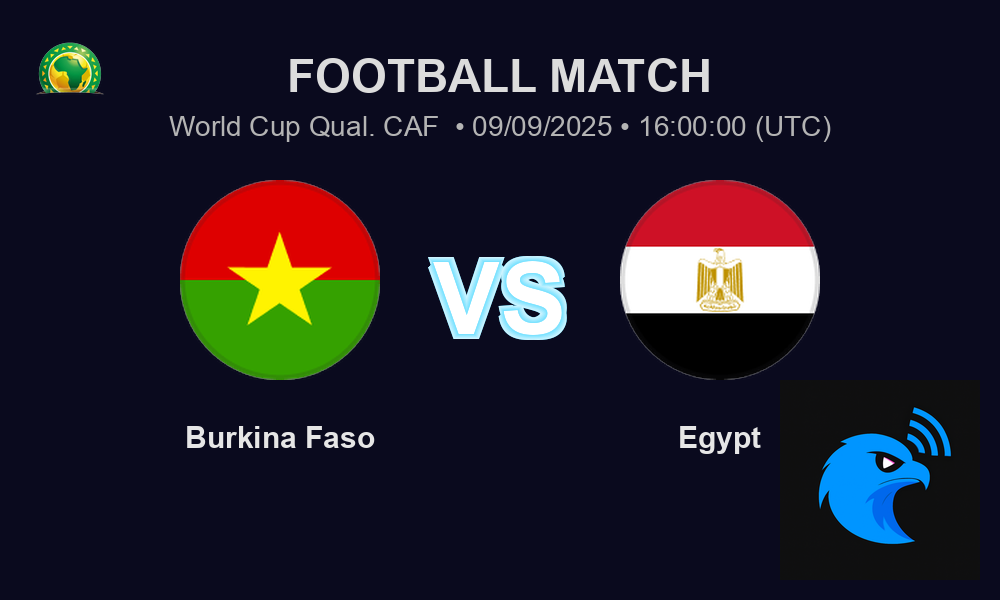 FOOTBALL MATCH
World Cup Qual. CAF • 09/09/2025 • 16:00:00 (UTC)
VS
Burkina Faso
Egypt